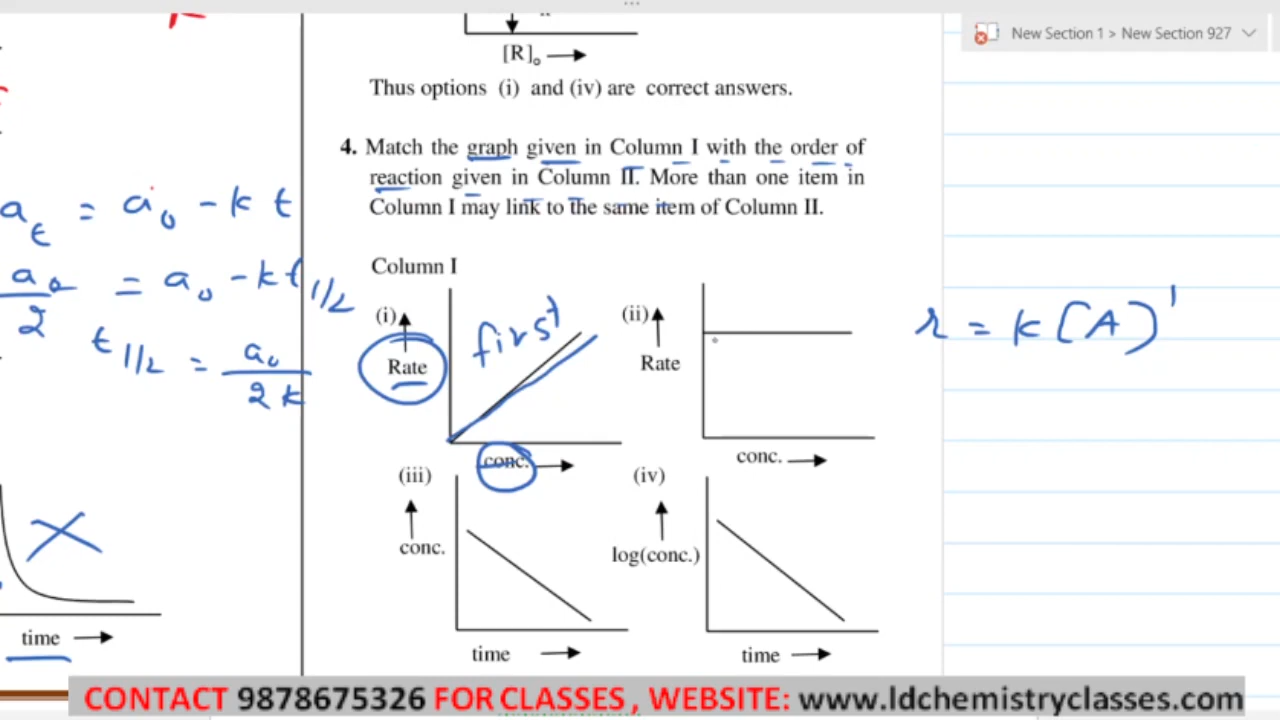 New Section 1 > New Section 927
[R]₀
Thus options (i) and (iv) are correct answers.
4. Match the graph given in Column I with the order of
reaction given in Column II. More than one item in
Column I may link to the same item of Column II.
a_t = a₀ - k t
a₀/2 = a₀ - k t 1/2
t 1/2 = a₀/2k
Column I
(i)
Rate
first
conc.
(ii)
Rate
conc.
r = k [A]¹
(iii)
conc.
time
(iv)
log(conc.)
time
time
CONTACT 9878675326 FOR CLASSES , WEBSITE: www.ldchemistryclasses.com